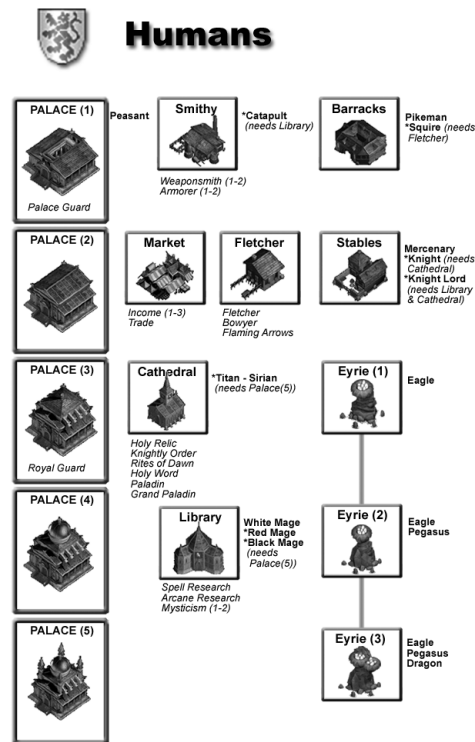 Humans
PALACE (1)
Palace Guard
Peasant
Smithy
*Catapult
(needs Library)
Weaponsmith (1-2)
Armorer (1-2)
Barracks
Pikeman
*Squire (needs
Fletcher)
PALACE (2)
Market
Income (1-3)
Trade
Fletcher
Fletcher
Bowyer
Flaming Arrows
Stables
Mercenary
*Knight (needs
Cathedral)
*Knight Lord
(needs Library
& Cathedral)
PALACE (3)
Royal Guard
Cathedral
*Titan - Sirian
(needs Palace(5))
Holy Relic
Knightly Order
Rites of Dawn
Holy Word
Paladin
Grand Paladin
Eyrie (1)
Eagle
PALACE (4)
Library
White Mage
*Red Mage
*Black Mage
(needs
Palace(5))
Spell Research
Arcane Research
Mysticism (1-2)
Eyrie (2)
Eagle
Pegasus
PALACE (5)
Eyrie (3)
Eagle
Pegasus
Dragon